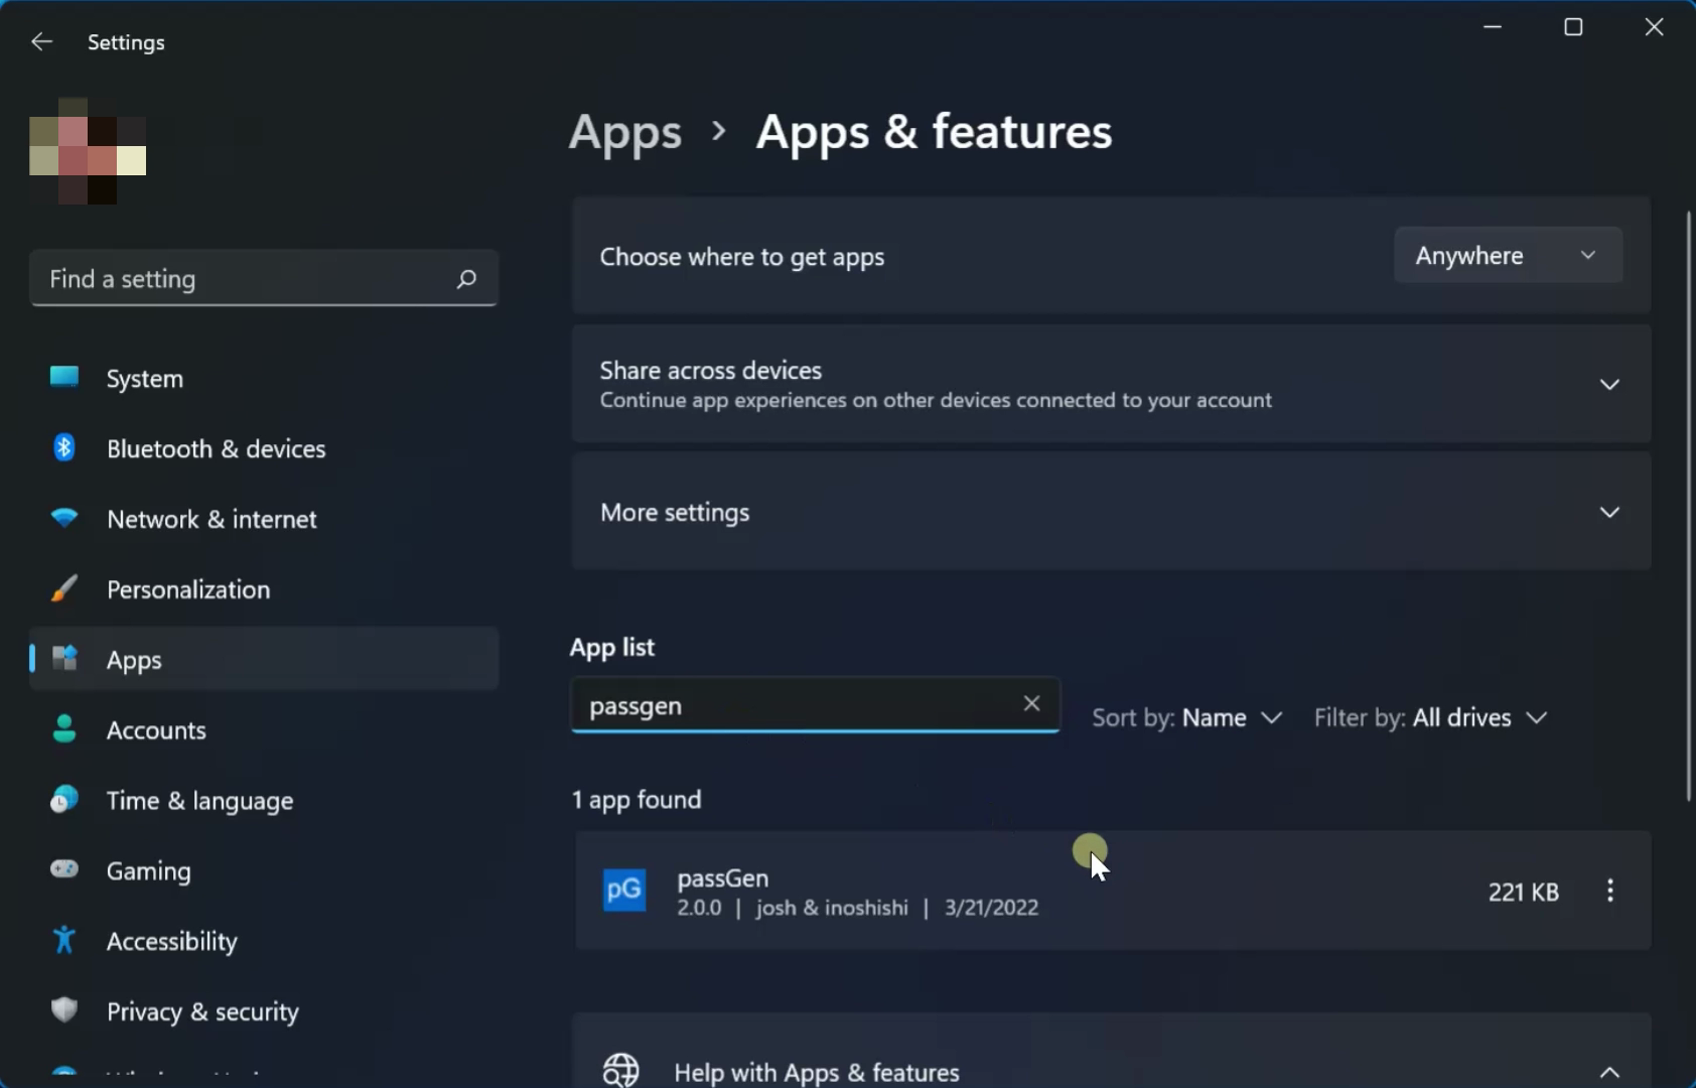 Settings
Find a setting
System
Bluetooth & devices
Network & internet
Personalization
Apps
Accounts
Time & language
Gaming
Accessibility
Privacy & security
Apps > Apps & features
Choose where to get apps
Anywhere
Share across devices
Continue app experiences on other devices connected to your account
More settings
App list
passgen
Sort by: Name
Filter by: All drives
1 app found
pG
passGen
2.0.0 | josh & inoshishi | 3/21/2022
221 KB
Help with Apps & features